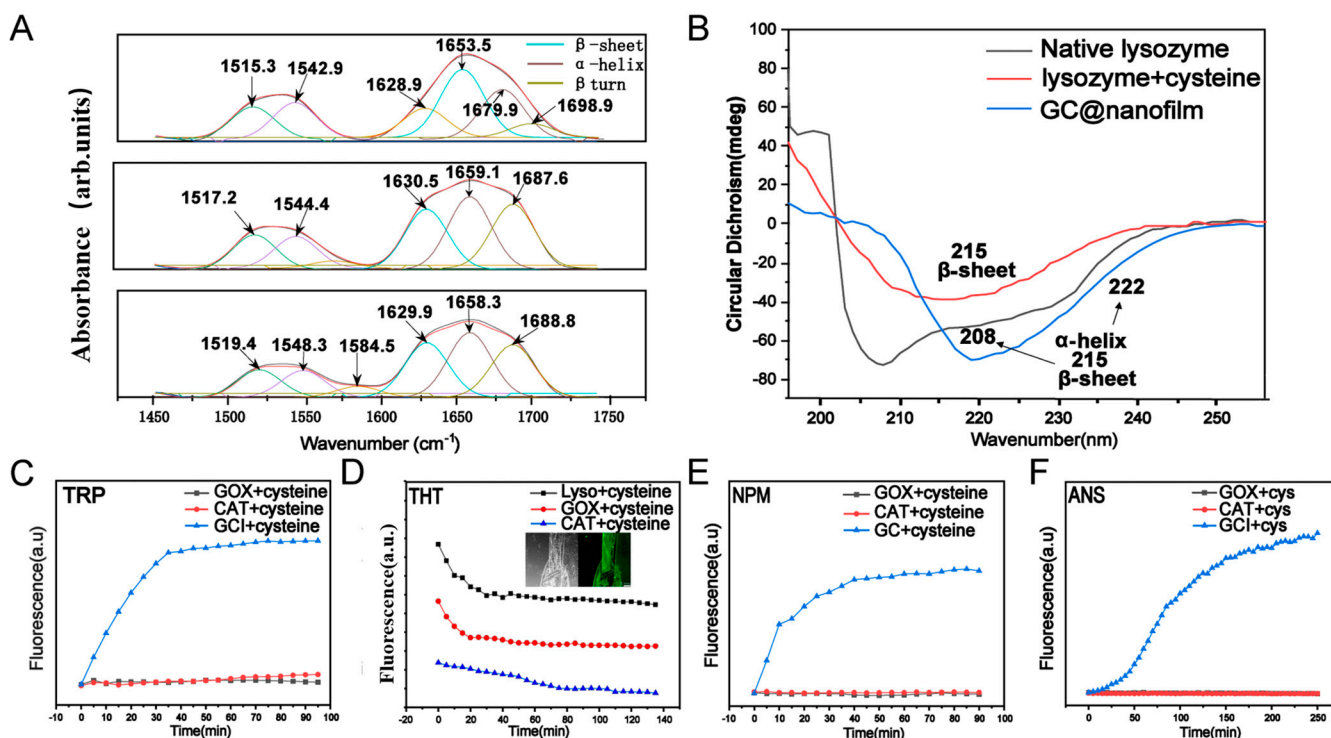 A
Absorbance (arb.units)
β-sheet
α-helix
β turn
1515.3
1542.9
1628.9
1653.5
1679.9
1698.9
1517.2
1544.4
1630.5
1659.1
1687.6
1519.4
1548.3
1584.5
1629.9
1658.3
1688.8
1450 1500 1550 1600 1650 1700 1750
Wavenumber (cm⁻¹)
B
Circular Dichroism(mdeg)
100
80
60
40
20
0
-20
-40
-60
-80
Native lysozyme
lysozyme+cysteine
GC@nanofilm
215
β-sheet
222
208
α-helix
215
β-sheet
200 210 220 230 240 250
Wavenumber(nm)
C
TRP
GOX+cysteine
CAT+cysteine
GCI+cysteine
Fluorescence(a.u)
-10 0 10 20 30 40 50 60 70 80 90 100
Time(min)
D
THT
Lyso+cysteine
GOX+cysteine
CAT+cysteine
Fluorescence(a.u.)
-20 0 20 40 60 80 100 120 140
Time(min)
E
NPM
GOX+cysteine
CAT+cysteine
GC+cysteine
Fluorescence(a.u)
-10 0 10 20 30 40 50 60 70 80 90 100
Time(min)
F
ANS
GOX+cys
CAT+cys
GCI+cys
Fluorescence(a.u)
0 50 100 150 200 250
Time(min)